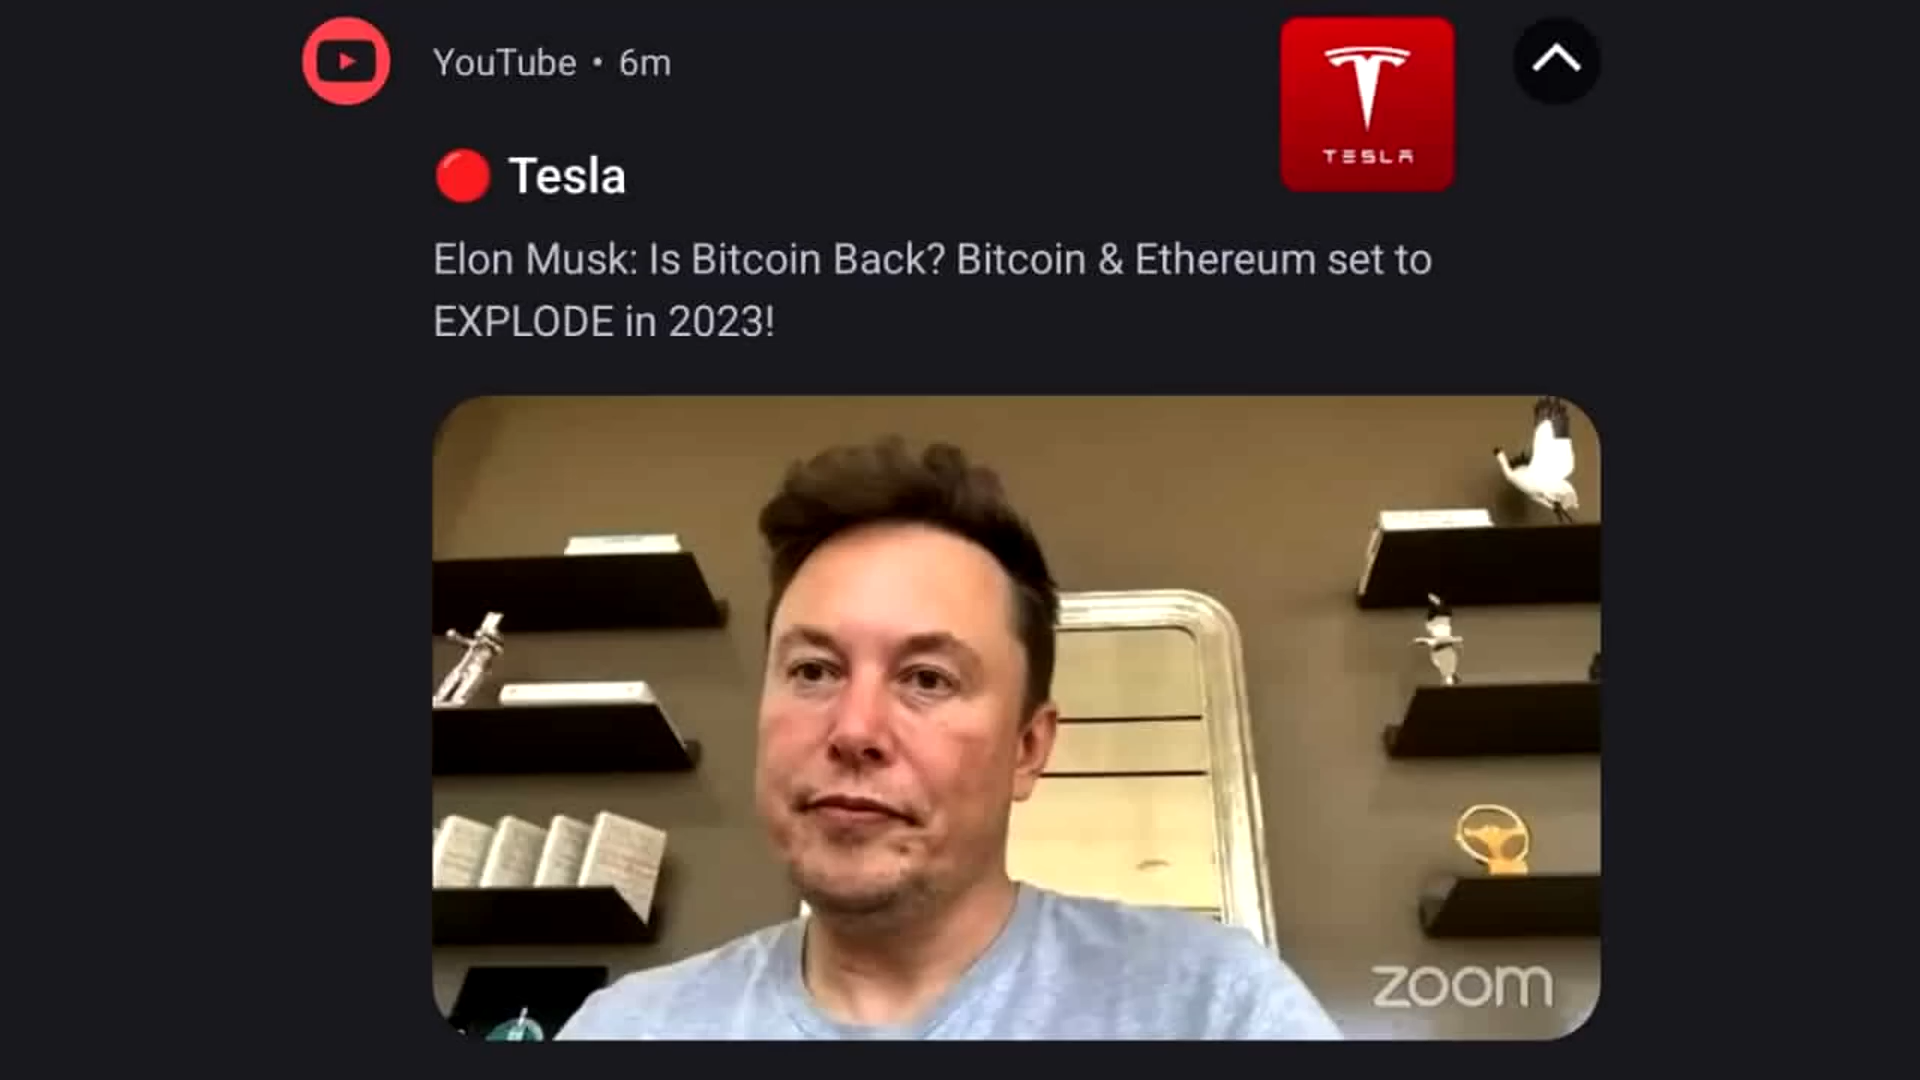 YouTube • 6m
TESLA
🔴 Tesla
Elon Musk: Is Bitcoin Back? Bitcoin & Ethereum set to
EXPLODE in 2023!
zoom